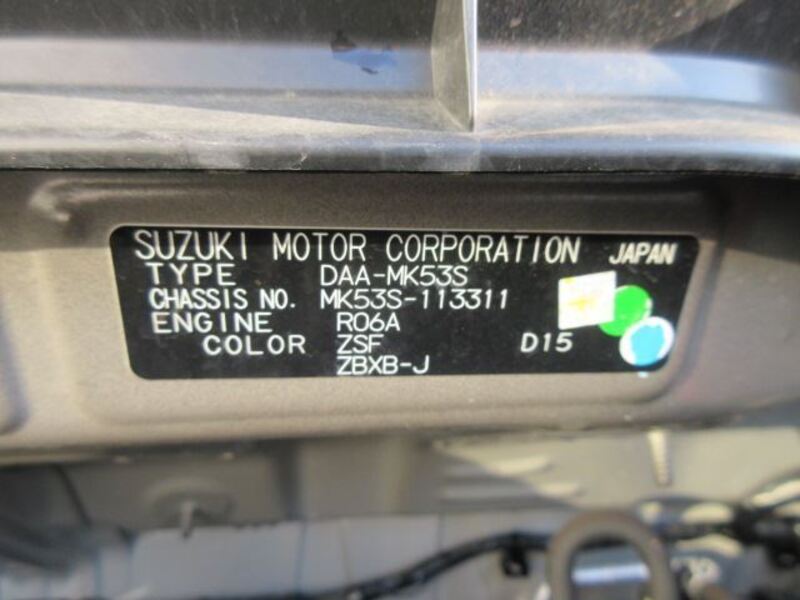 SUZUKI MOTOR CORPORATION JAPAN
TYPE DAA-MK53S
CHASSIS NO. MK53S-113311
ENGINE R06A
COLOR ZSF D15
ZBXB-J